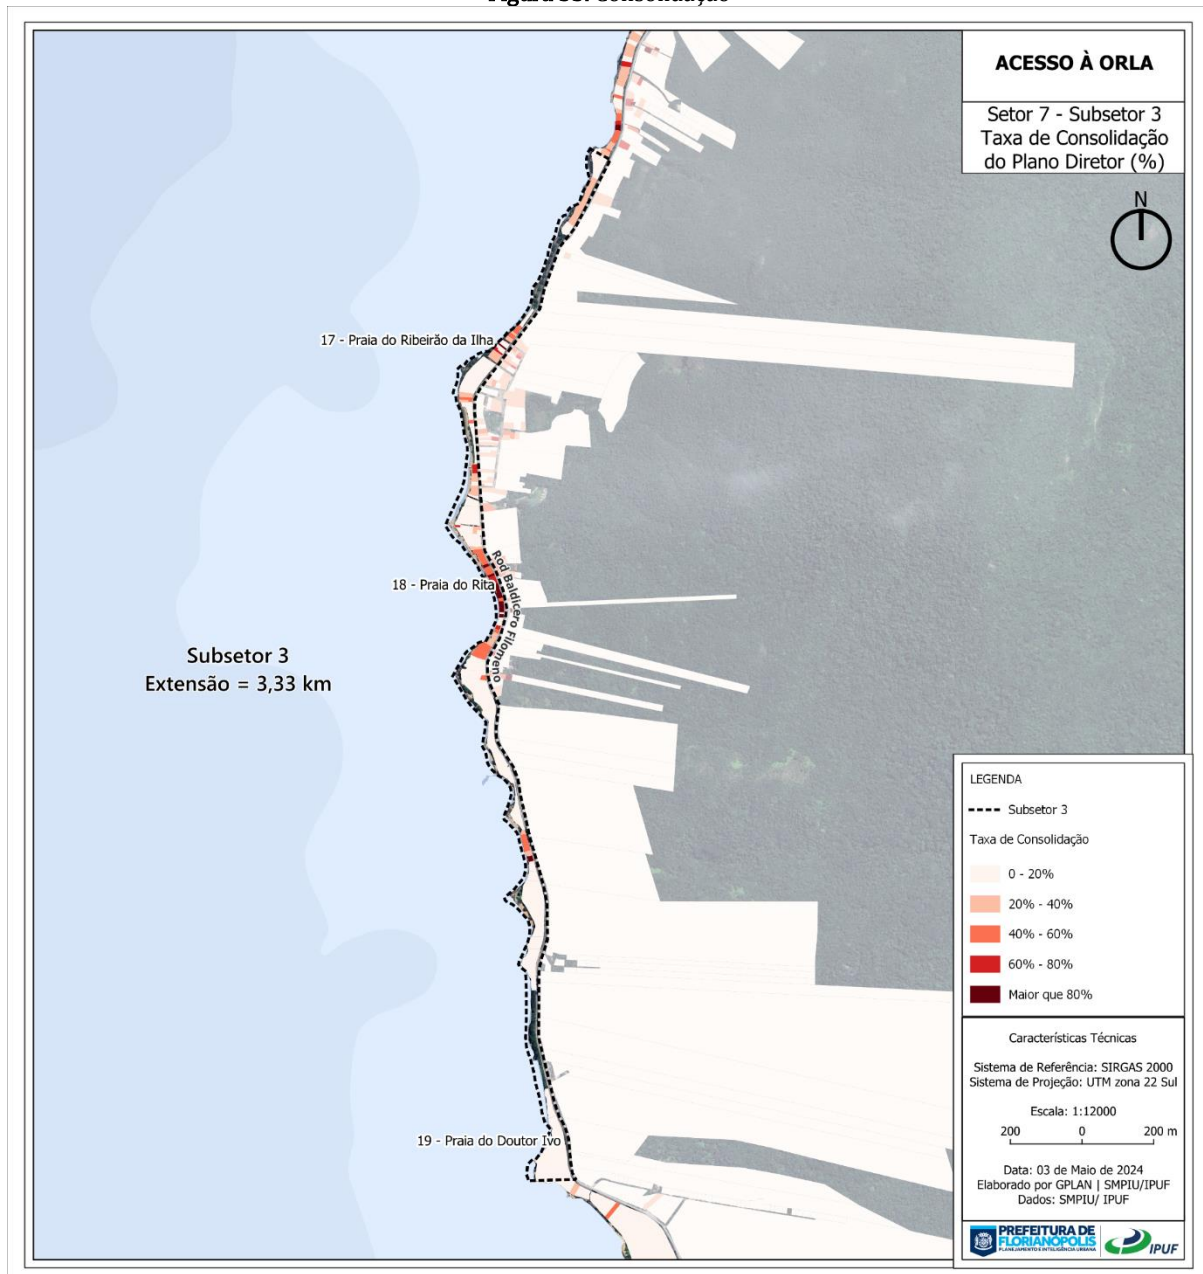 ACESSO À ORLA
Setor 7 - Subsetor 3
Taxa de Consolidação
do Plano Diretor (%)
N
17 - Praia do Ribeirão da Ilha
18 - Praia do Rita
Rod Baldicero Filomeno
Subsetor 3
Extensão = 3,33 km
19 - Praia do Doutor Ivo
LEGENDA
Subsetor 3
Taxa de Consolidação
0 - 20%
20% - 40%
40% - 60%
60% - 80%
Maior que 80%
Características Técnicas
Sistema de Referência: SIRGAS 2000
Sistema de Projeção: UTM zona 22 Sul
Escala: 1:12000
200 0 200 m
Data: 03 de Maio de 2024
Elaborado por GPLAN | SMPIU/IPUF
Dados: SMPIU/ IPUF
PREFEITURA DE
FLORIANÓPOLIS
PLANEJAMENTO E INTELIGÊNCIA URBANA
IPUF